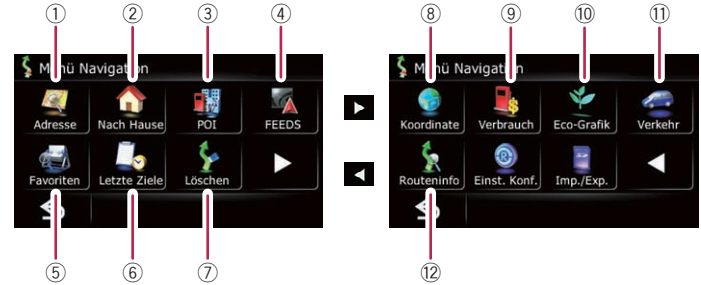 ① ② ③ ④ ⑧ ⑨ ⑩ ⑪
Menü Navigation
Adresse Nach Hause POI FEEDS
Favoriten Letzte Ziele Löschen
Menü Navigation
Koordinate Verbrauch Eco-Grafik Verkehr
Routeninfo Einst. Konf. Imp./Exp.
⑤ ⑥ ⑦ ⑫